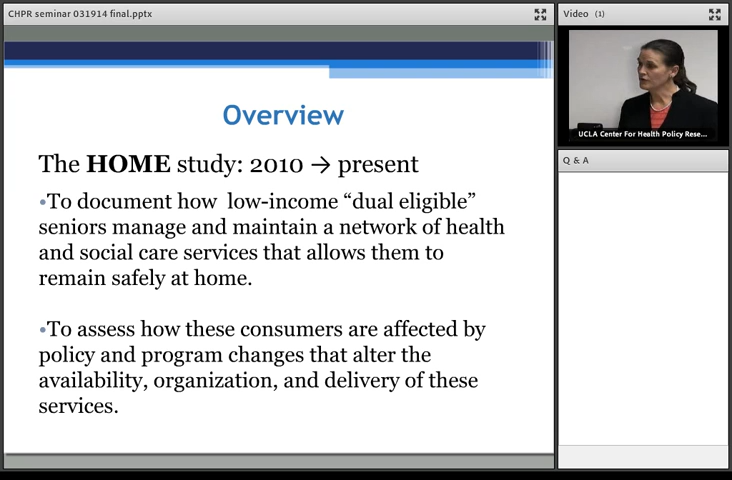 CHPR seminar 031914 final.pptx
Overview
The HOME study: 2010 → present
•To document how low-income “dual eligible”
seniors manage and maintain a network of health
and social care services that allows them to
remain safely at home.
•To assess how these consumers are affected by
policy and program changes that alter the
availability, organization, and delivery of these
services.
Video (1)
UCLA Center For Health Policy Rese...
Q & A